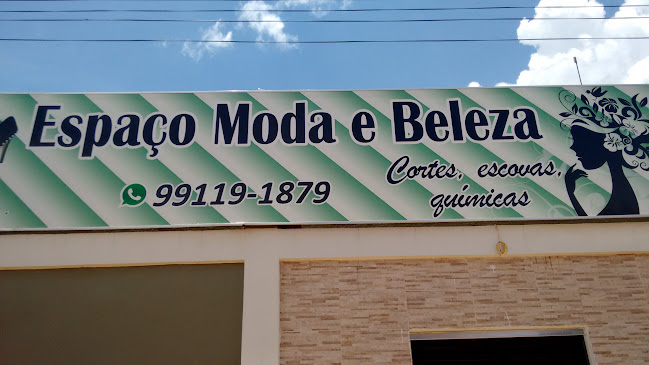 Espaço Moda e Beleza
99119-1879
Cortes, escovas,
químicas